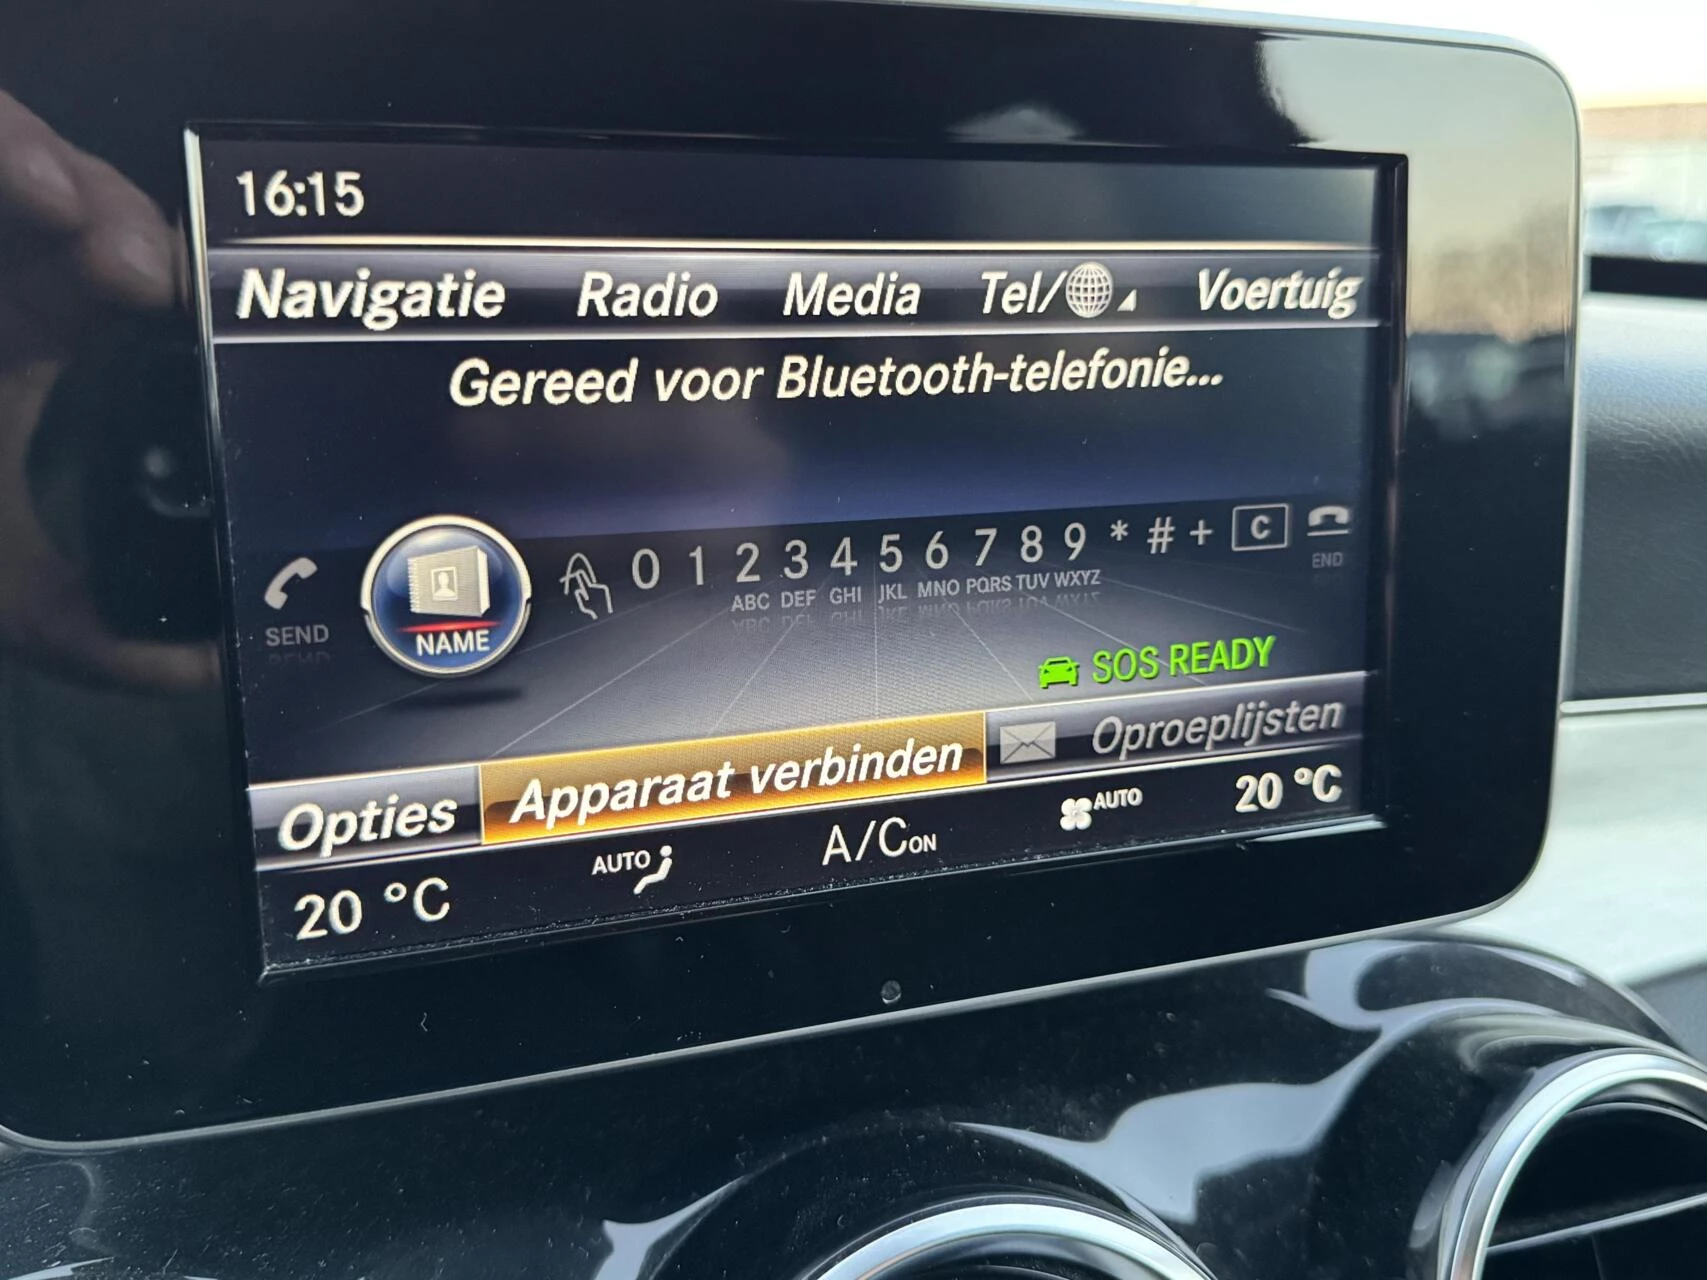 16:15
Navigatie Radio Media Tel/ Voertuig
Gereed voor Bluetooth-telefonie...
0 1 2 3 4 5 6 7 8 9 * # + C
ABC DEF GHI JKL MNO PQRS TUV WXYZ
SEND NAME END
SOS READY
Opties Apparaat verbinden Oproeplijsten
20 °C AUTO A/C ON AUTO 20 °C